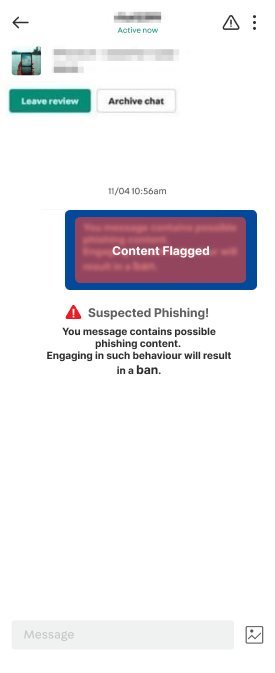 Active now
Leave review
Archive chat
11/04 10:56am
Content Flagged
Suspected Phishing!
You message contains possible
phishing content.
Engaging in such behaviour will result
in a ban.
Message